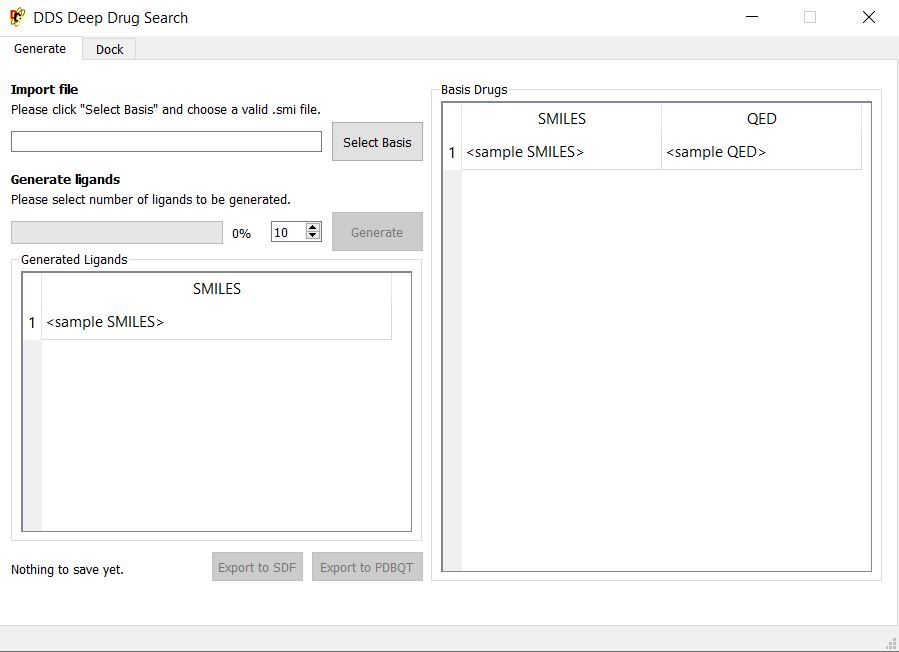 DDS Deep Drug Search
Generate
Dock
Import file
Please click "Select Basis" and choose a valid .smi file.
Select Basis
Generate ligands
Please select number of ligands to be generated.
0%
10
Generate
Generated Ligands
SMILES
1 <sample SMILES>
Nothing to save yet.
Export to SDF
Export to PDBQT
Basis Drugs
SMILES QED
1 <sample SMILES> <sample QED>